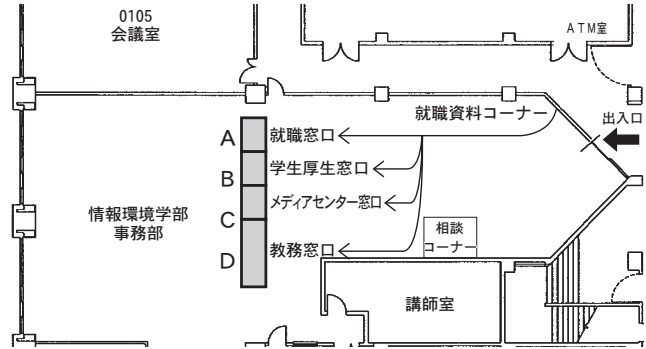 0105
会議室
ATM室
就職資料コーナー
出入口
A
就職窓口
学生厚生窓口
B
メディアセンター窓口
情報環境学部
事務部
C
相談
コーナー
教務窓口
D
講師室